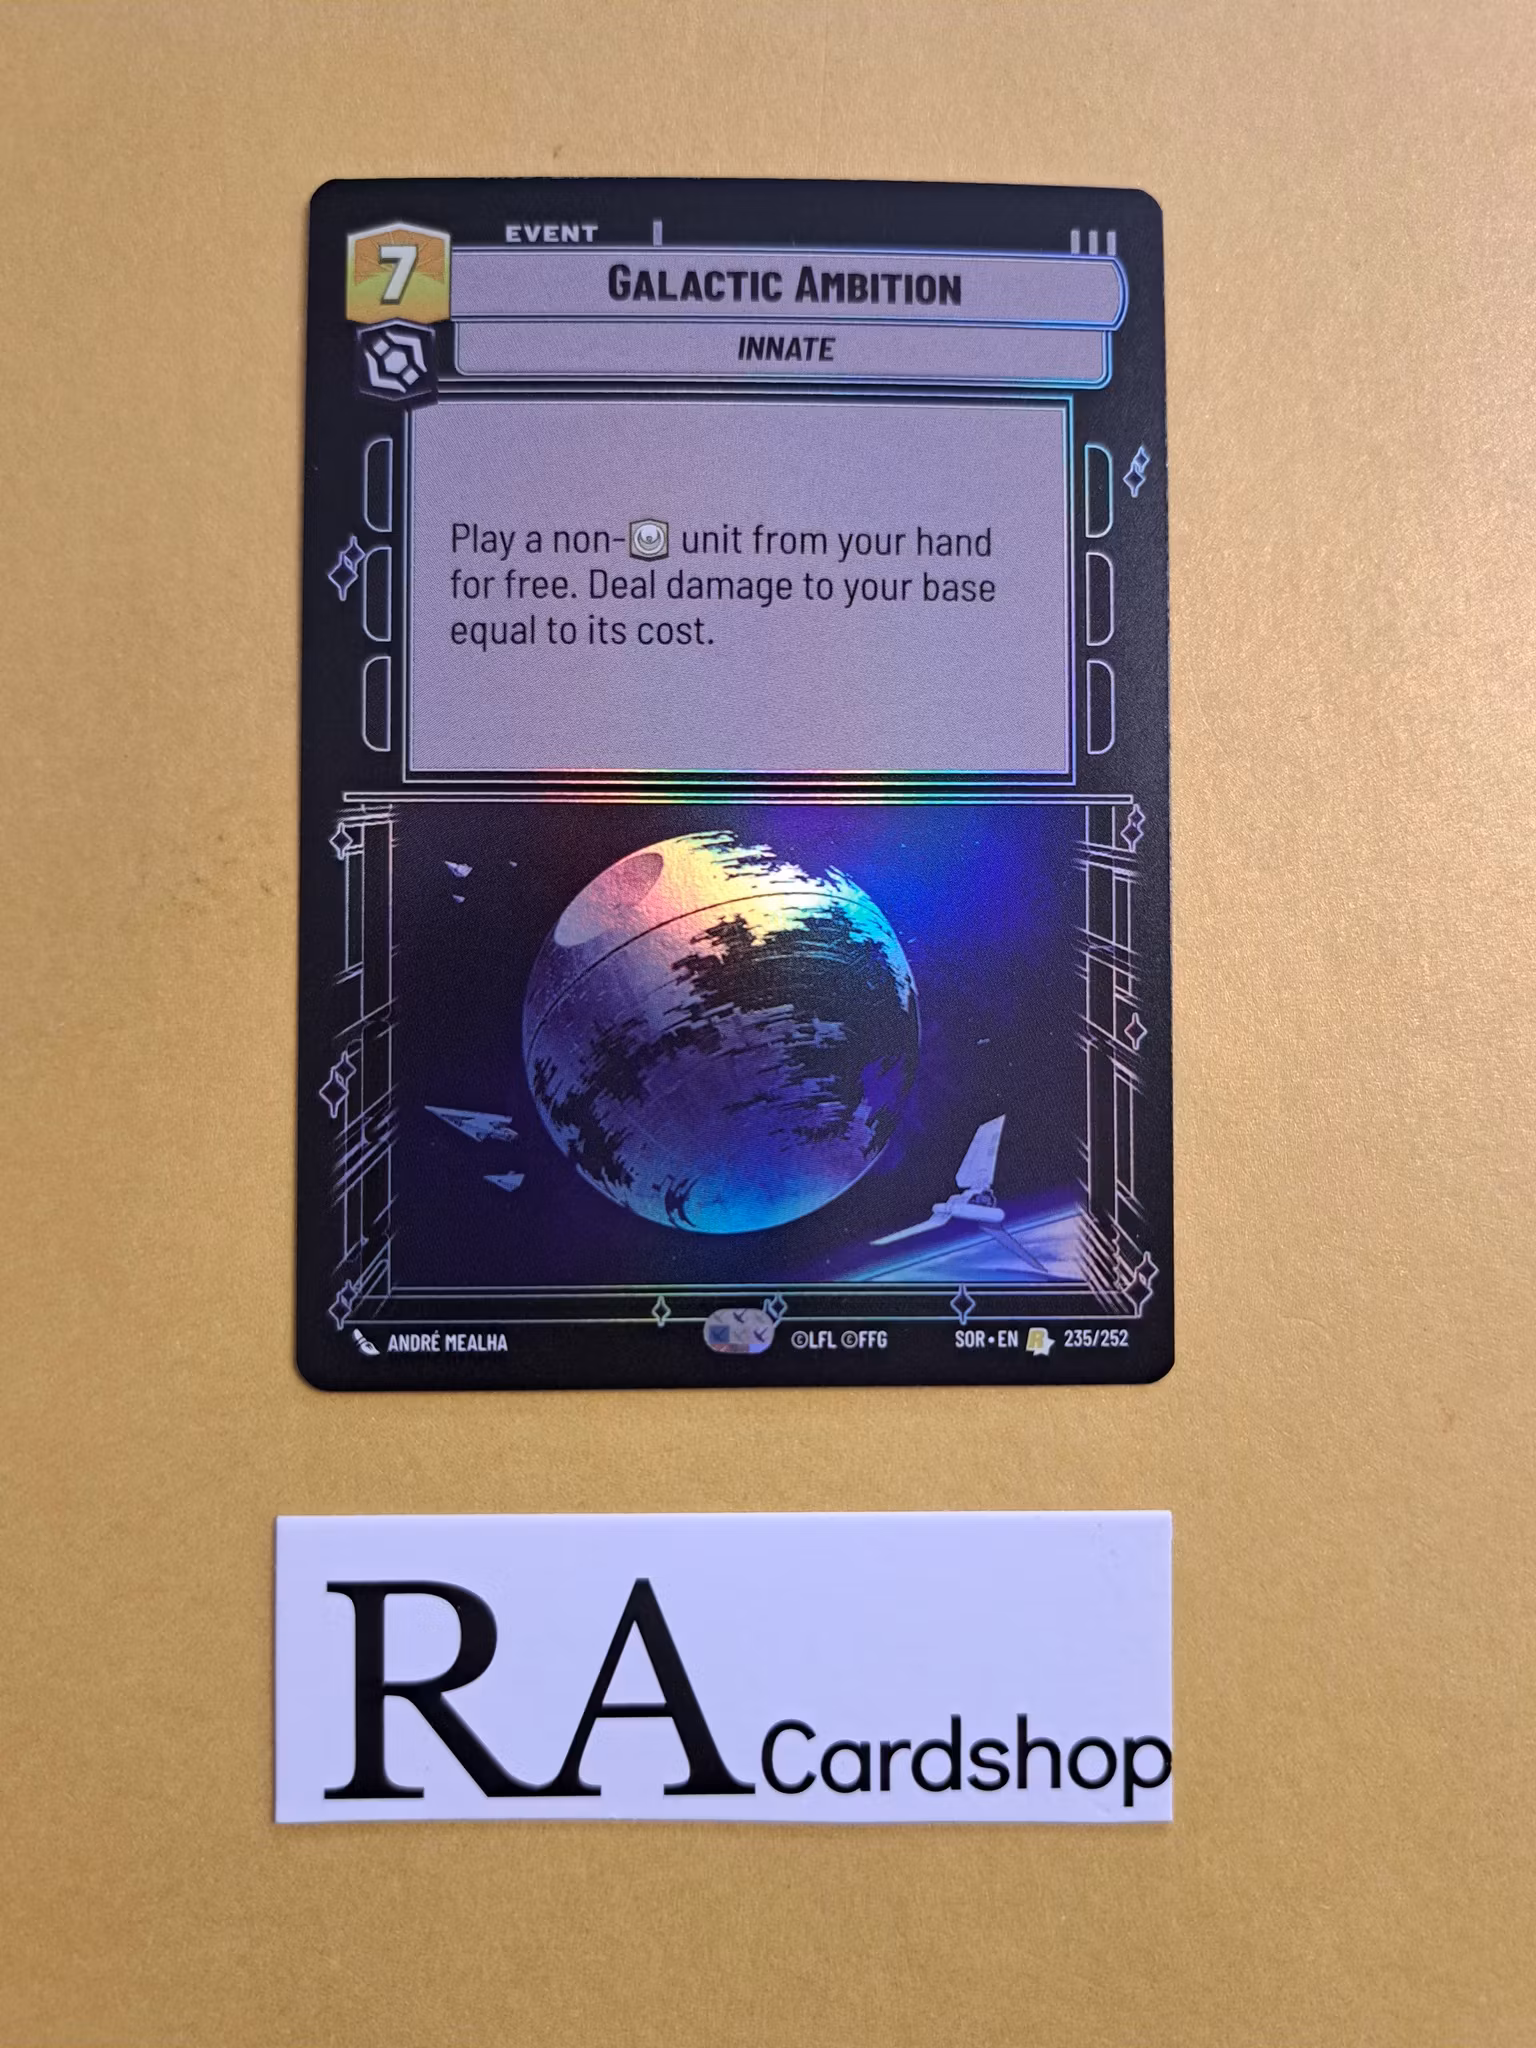 EVENT
7
GALACTIC AMBITION
INNATE
Play a non- unit from your hand
for free. Deal damage to your base
equal to its cost.
ANDRÉ MEALHA ©LFL ©FFG SOR•EN R 235/252
RA Cardshop